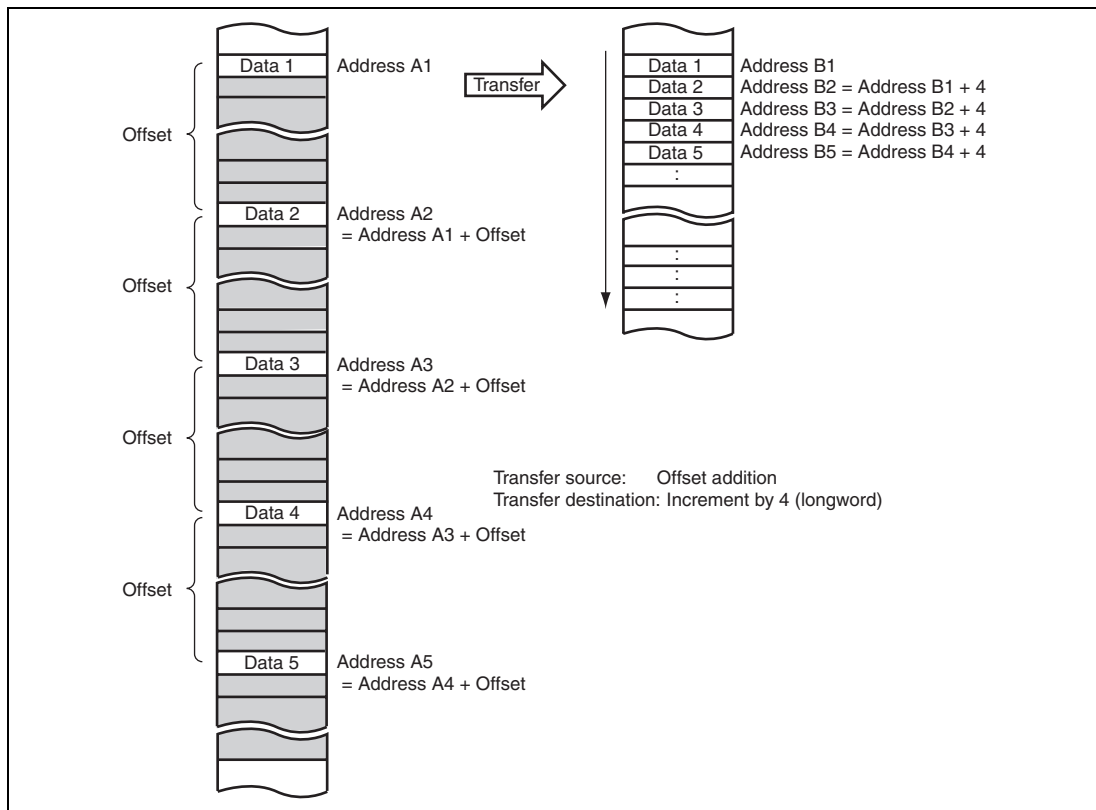 Data 1 Address A1
Offset
Data 2 Address A2
= Address A1 + Offset
Offset
Data 3 Address A3
= Address A2 + Offset
Offset
Data 4 Address A4
= Address A3 + Offset
Offset
Data 5 Address A5
= Address A4 + Offset
Transfer
Data 1 Address B1
Data 2 Address B2 = Address B1 + 4
Data 3 Address B3 = Address B2 + 4
Data 4 Address B4 = Address B3 + 4
Data 5 Address B5 = Address B4 + 4
:
:
:
:
Transfer source: Offset addition
Transfer destination: Increment by 4 (longword)